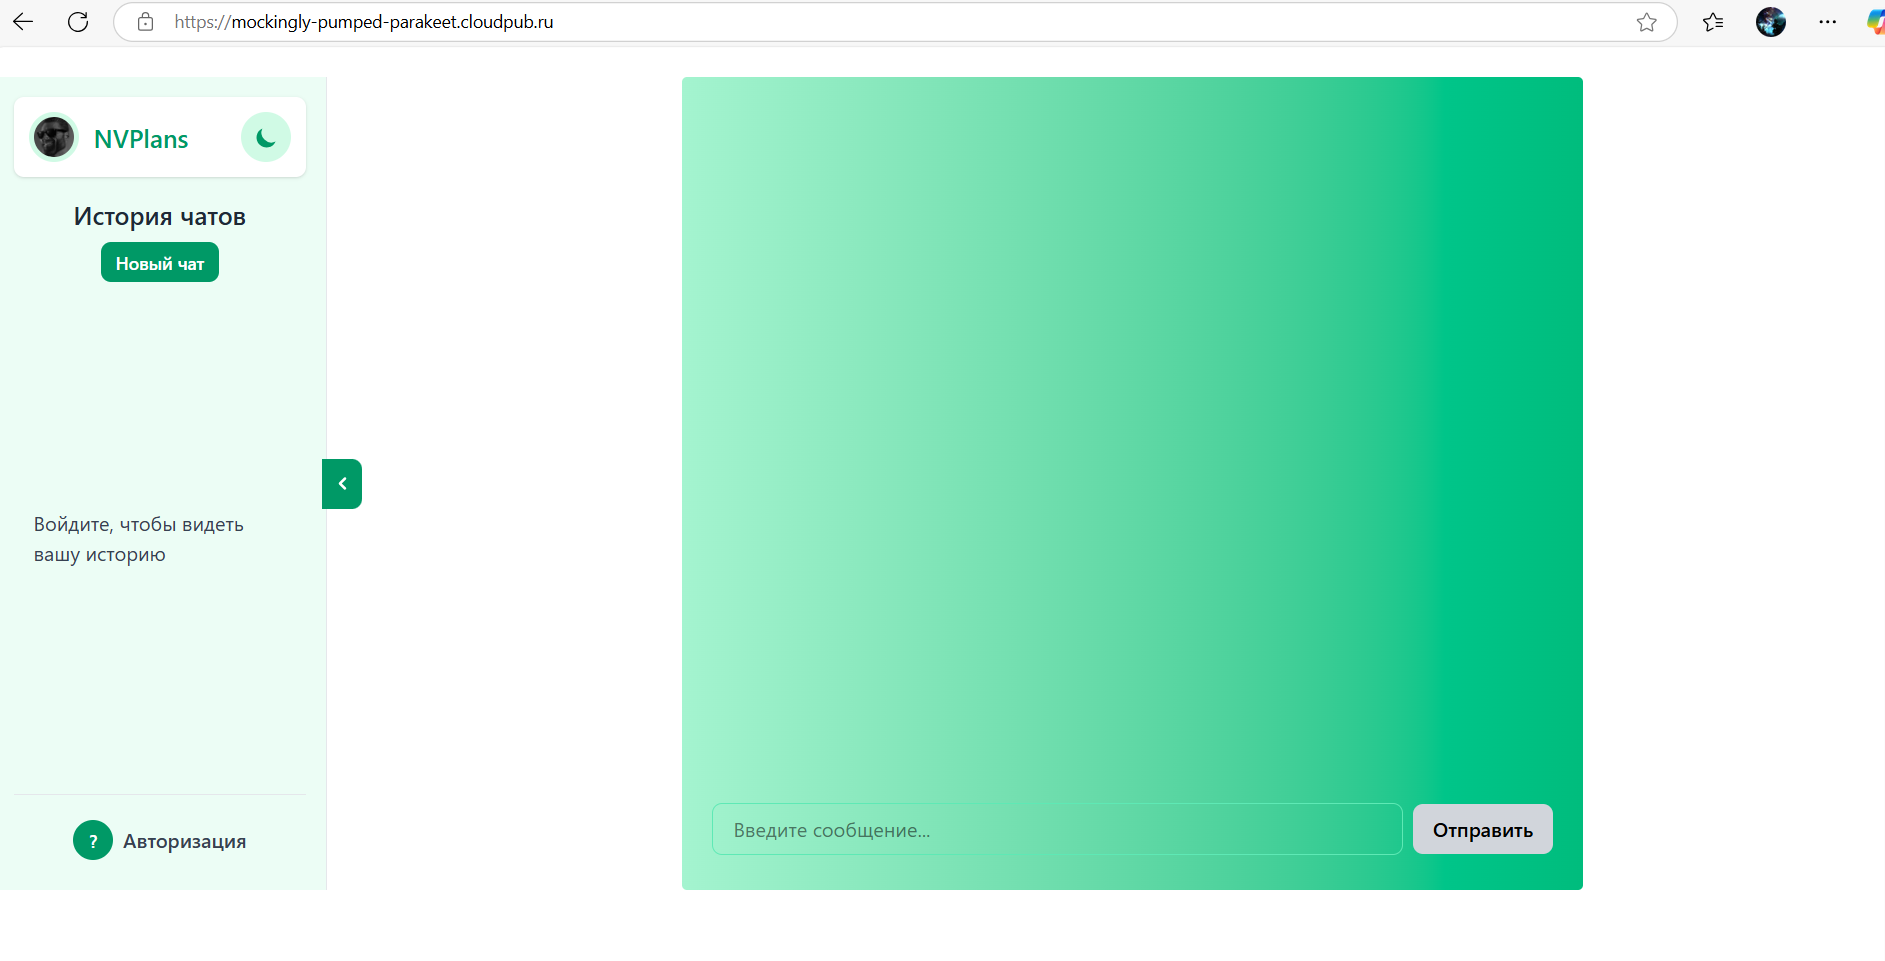 https://mockingly-pumped-parakeet.cloudpub.ru
NVPlans
История чатов
Новый чат
Войдите, чтобы видеть
вашу историю
? Авторизация
Введите сообщение...
Отправить